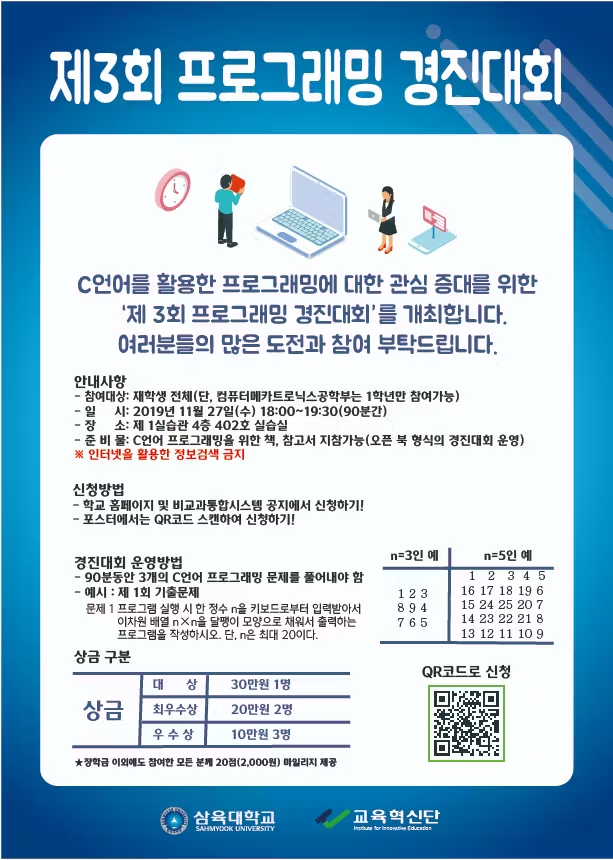 제3회 프로그래밍 경진대회
C언어를 활용한 프로그래밍에 대한 관심 증대를 위한
‘제 3회 프로그래밍 경진대회’를 개최합니다.
여러분들의 많은 도전과 참여 부탁드립니다.
안내사항
- 참여대상: 재학생 전체(단, 컴퓨터메카트로닉스공학부는 1학년만 참여가능)
- 일 시: 2019년 11월 27일(수) 18:00~19:30(90분간)
- 장 소: 제 1실습관 4층 402호 실습실
- 준 비 물: C언어 프로그래밍을 위한 책, 참고서 지참가능(오픈 북 형식의 경진대회 운영)
※ 인터넷을 활용한 정보검색 금지
신청방법
- 학교 홈페이지 및 비교과통합시스템 공지에서 신청하기!
- 포스터에서는 QR코드 스캔하여 신청하기!
경진대회 운영방법
- 90분동안 3개의 C언어 프로그래밍 문제를 풀어내야 함
- 예시 : 제 1회 기출문제
문제 1 프로그램 실행 시 한 정수 n을 키보드로부터 입력받아서
이차원 배열 n×n을 달팽이 모양으로 채워서 출력하는
프로그램을 작성하시오. 단, n은 최대 20이다.
n=3인 예
1 2 3
8 9 4
7 6 5
n=5인 예
1 2 3 4 5
16 17 18 19 6
15 24 25 20 7
14 23 22 21 8
13 12 11 10 9
상금 구분
상금
대 상 30만원 1명
최우수상 20만원 2명
우 수 상 10만원 3명
★장학금 이외에도 참여한 모든 분께 20점(2,000원) 마일리지 제공
QR코드로 신청
삼육대학교
SAHMYOOK UNIVERSITY
교육혁신단
Institute for Innovative Education